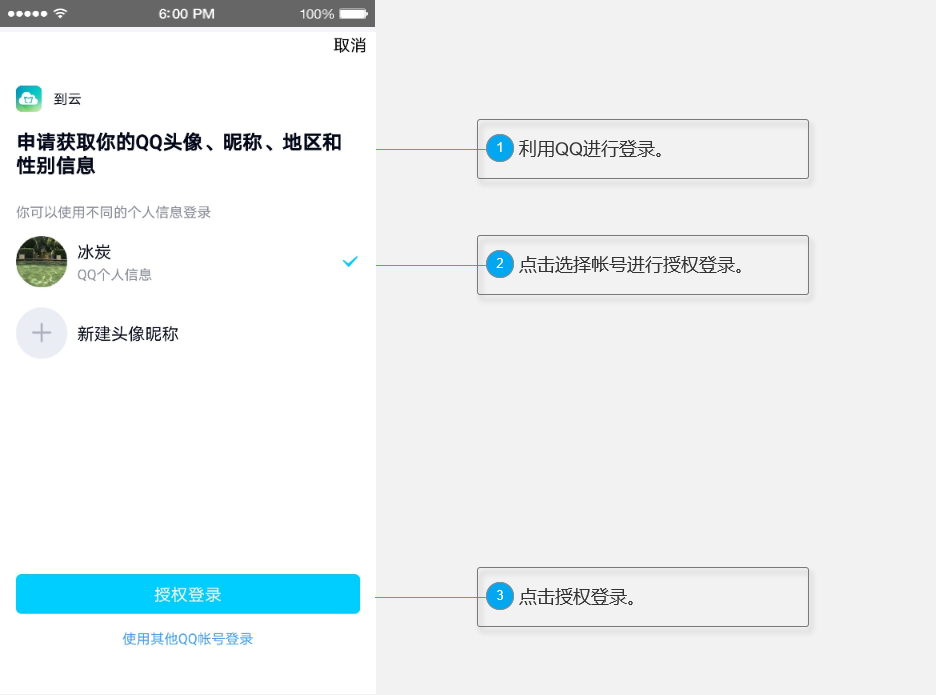 6:00 PM 100%
取消
到云
申请获取你的QQ头像、昵称、地区和
性别信息
1 利用QQ进行登录。
你可以使用不同的个人信息登录
冰炭
QQ个人信息
2 点击选择帐号进行授权登录。
新建头像昵称
授权登录
3 点击授权登录。
使用其他QQ帐号登录